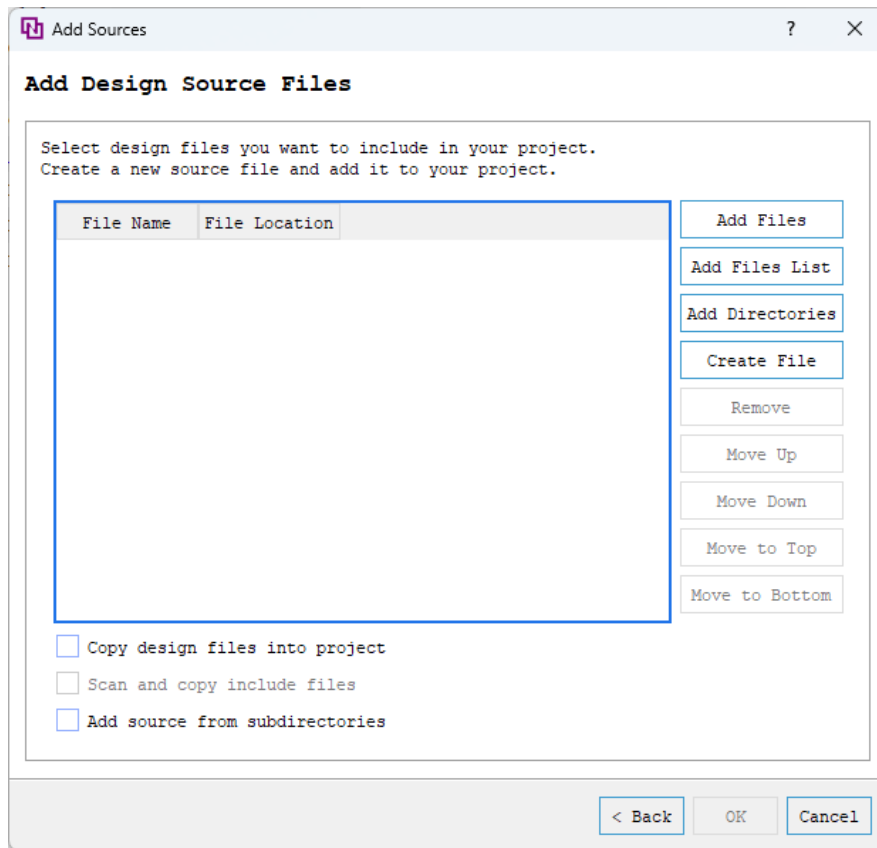 Add Sources
?
Add Design Source Files
Select design files you want to include in your project.
Create a new source file and add it to your project.
File Name
File Location
Add Files
Add Files List
Add Directories
Create File
Remove
Move Up
Move Down
Move to Top
Move to Bottom
Copy design files into project
Scan and copy include files
Add source from subdirectories
< Back
OK
Cancel